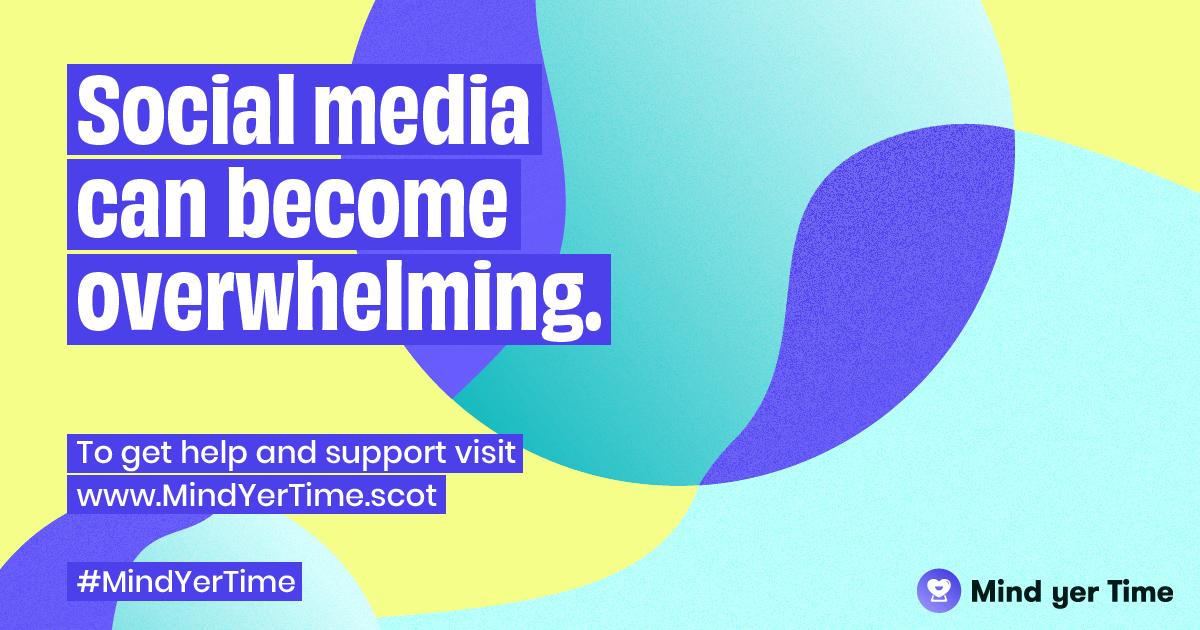 Social media
can become
overwhelming.
To get help and support visit
www.MindYerTime.scot
#MindYerTime
Mind yer Time